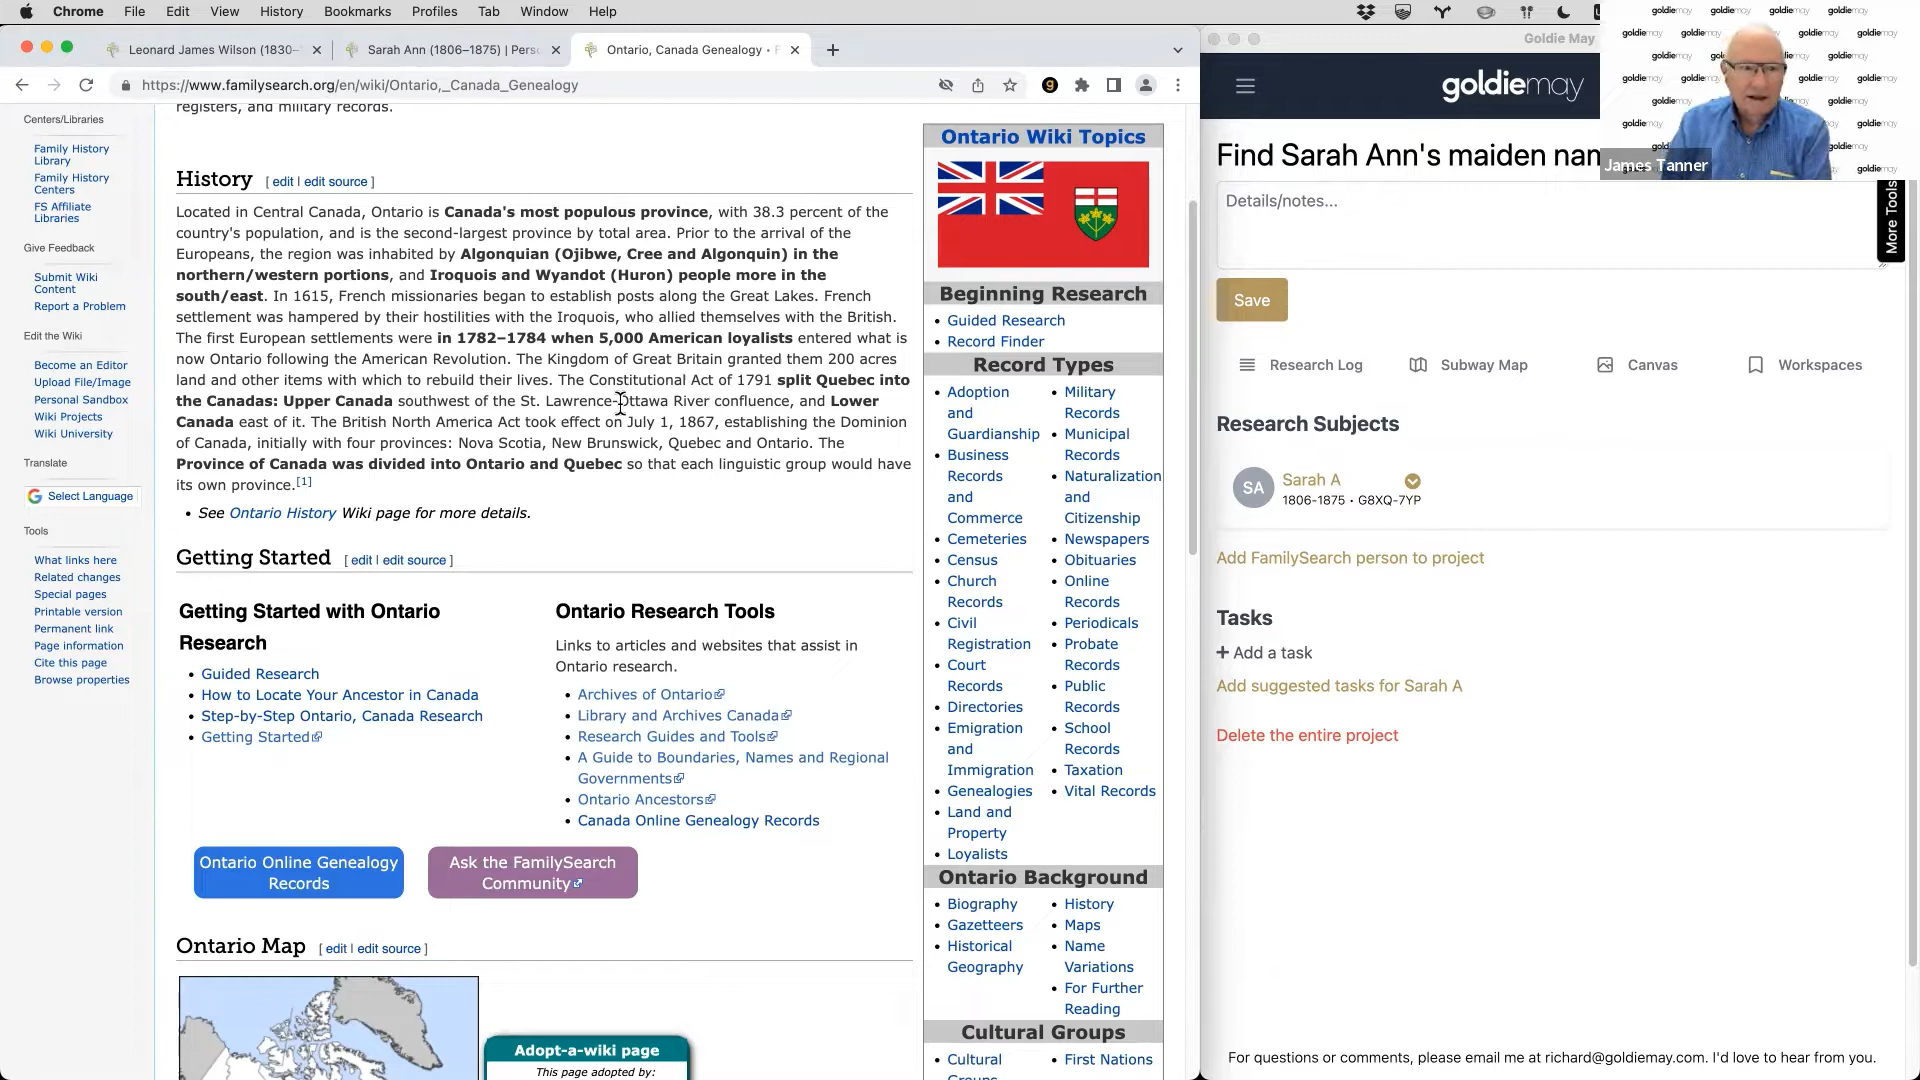 Chrome File Edit View History Bookmarks Profiles Tab Window Help
Leonard James Wilson (1830–
Sarah Ann (1806–1875) | Pers
Ontario, Canada Genealogy • F
https://www.familysearch.org/en/wiki/Ontario,_Canada_Genealogy
Centers/Libraries
Family History
Library
Family History
Centers
FS Affiliate
Libraries
Give Feedback
Submit Wiki
Content
Report a Problem
Edit the Wiki
Become an Editor
Upload File/Image
Personal Sandbox
Wiki Projects
Wiki University
Translate
Select Language
Tools
What links here
Related changes
Special pages
Printable version
Permanent link
Page information
Cite this page
Browse properties
registers, and military records.
History [ edit | edit source ]
Located in Central Canada, Ontario is Canada's most populous province, with 38.3 percent of the
country's population, and is the second-largest province by total area. Prior to the arrival of the
Europeans, the region was inhabited by Algonquian (Ojibwe, Cree and Algonquin) in the
northern/western portions, and Iroquois and Wyandot (Huron) people more in the
south/east. In 1615, French missionaries began to establish posts along the Great Lakes. French
settlement was hampered by their hostilities with the Iroquois, who allied themselves with the British.
The first European settlements were in 1782–1784 when 5,000 American loyalists entered what is
now Ontario following the American Revolution. The Kingdom of Great Britain granted them 200 acres
land and other items with which to rebuild their lives. The Constitutional Act of 1791 split Quebec into
the Canadas: Upper Canada southwest of the St. Lawrence-Ottawa River confluence, and Lower
Canada east of it. The British North America Act took effect on July 1, 1867, establishing the Dominion
of Canada, initially with four provinces: Nova Scotia, New Brunswick, Quebec and Ontario. The
Province of Canada was divided into Ontario and Quebec so that each linguistic group would have
its own province.[1]
• See Ontario History Wiki page for more details.
Getting Started [ edit | edit source ]
Getting Started with Ontario
Research
• Guided Research
• How to Locate Your Ancestor in Canada
• Step-by-Step Ontario, Canada Research
• Getting Started
Ontario Research Tools
Links to articles and websites that assist in
Ontario research.
• Archives of Ontario
• Library and Archives Canada
• Research Guides and Tools
• A Guide to Boundaries, Names and Regional
Governments
• Ontario Ancestors
• Canada Online Genealogy Records
Ontario Online Genealogy
Records
Ask the FamilySearch
Community
Ontario Map [ edit | edit source ]
Adopt-a-wiki page
This page adopted by:
Ontario Wiki Topics
Beginning Research
• Guided Research
• Record Finder
Record Types
• Adoption
and
Guardianship
• Business
Records
and
Commerce
• Cemeteries
• Census
• Church
Records
• Civil
Registration
• Court
Records
• Directories
• Emigration
and
Immigration
• Genealogies
• Land and
Property
• Loyalists
• Military
Records
• Municipal
Records
• Naturalization
and
Citizenship
• Newspapers
• Obituaries
• Online
Records
• Periodicals
• Probate
Records
• Public
Records
• School
Records
• Taxation
• Vital Records
Ontario Background
• Biography
• Gazetteers
• Historical
Geography
• History
• Maps
• Name
Variations
• For Further
Reading
Cultural Groups
• Cultural
Groups
• First Nations
Goldie May
goldiemay
Find Sarah Ann's maiden nam
Details/notes...
Save
More Tools
James Tanner
Research Log
Subway Map
Canvas
Workspaces
Research Subjects
SA
Sarah A
1806-1875 • G8XQ-7YP
Add FamilySearch person to project
Tasks
+ Add a task
Add suggested tasks for Sarah A
Delete the entire project
For questions or comments, please email me at richard@goldiemay.com. I'd love to hear from you.